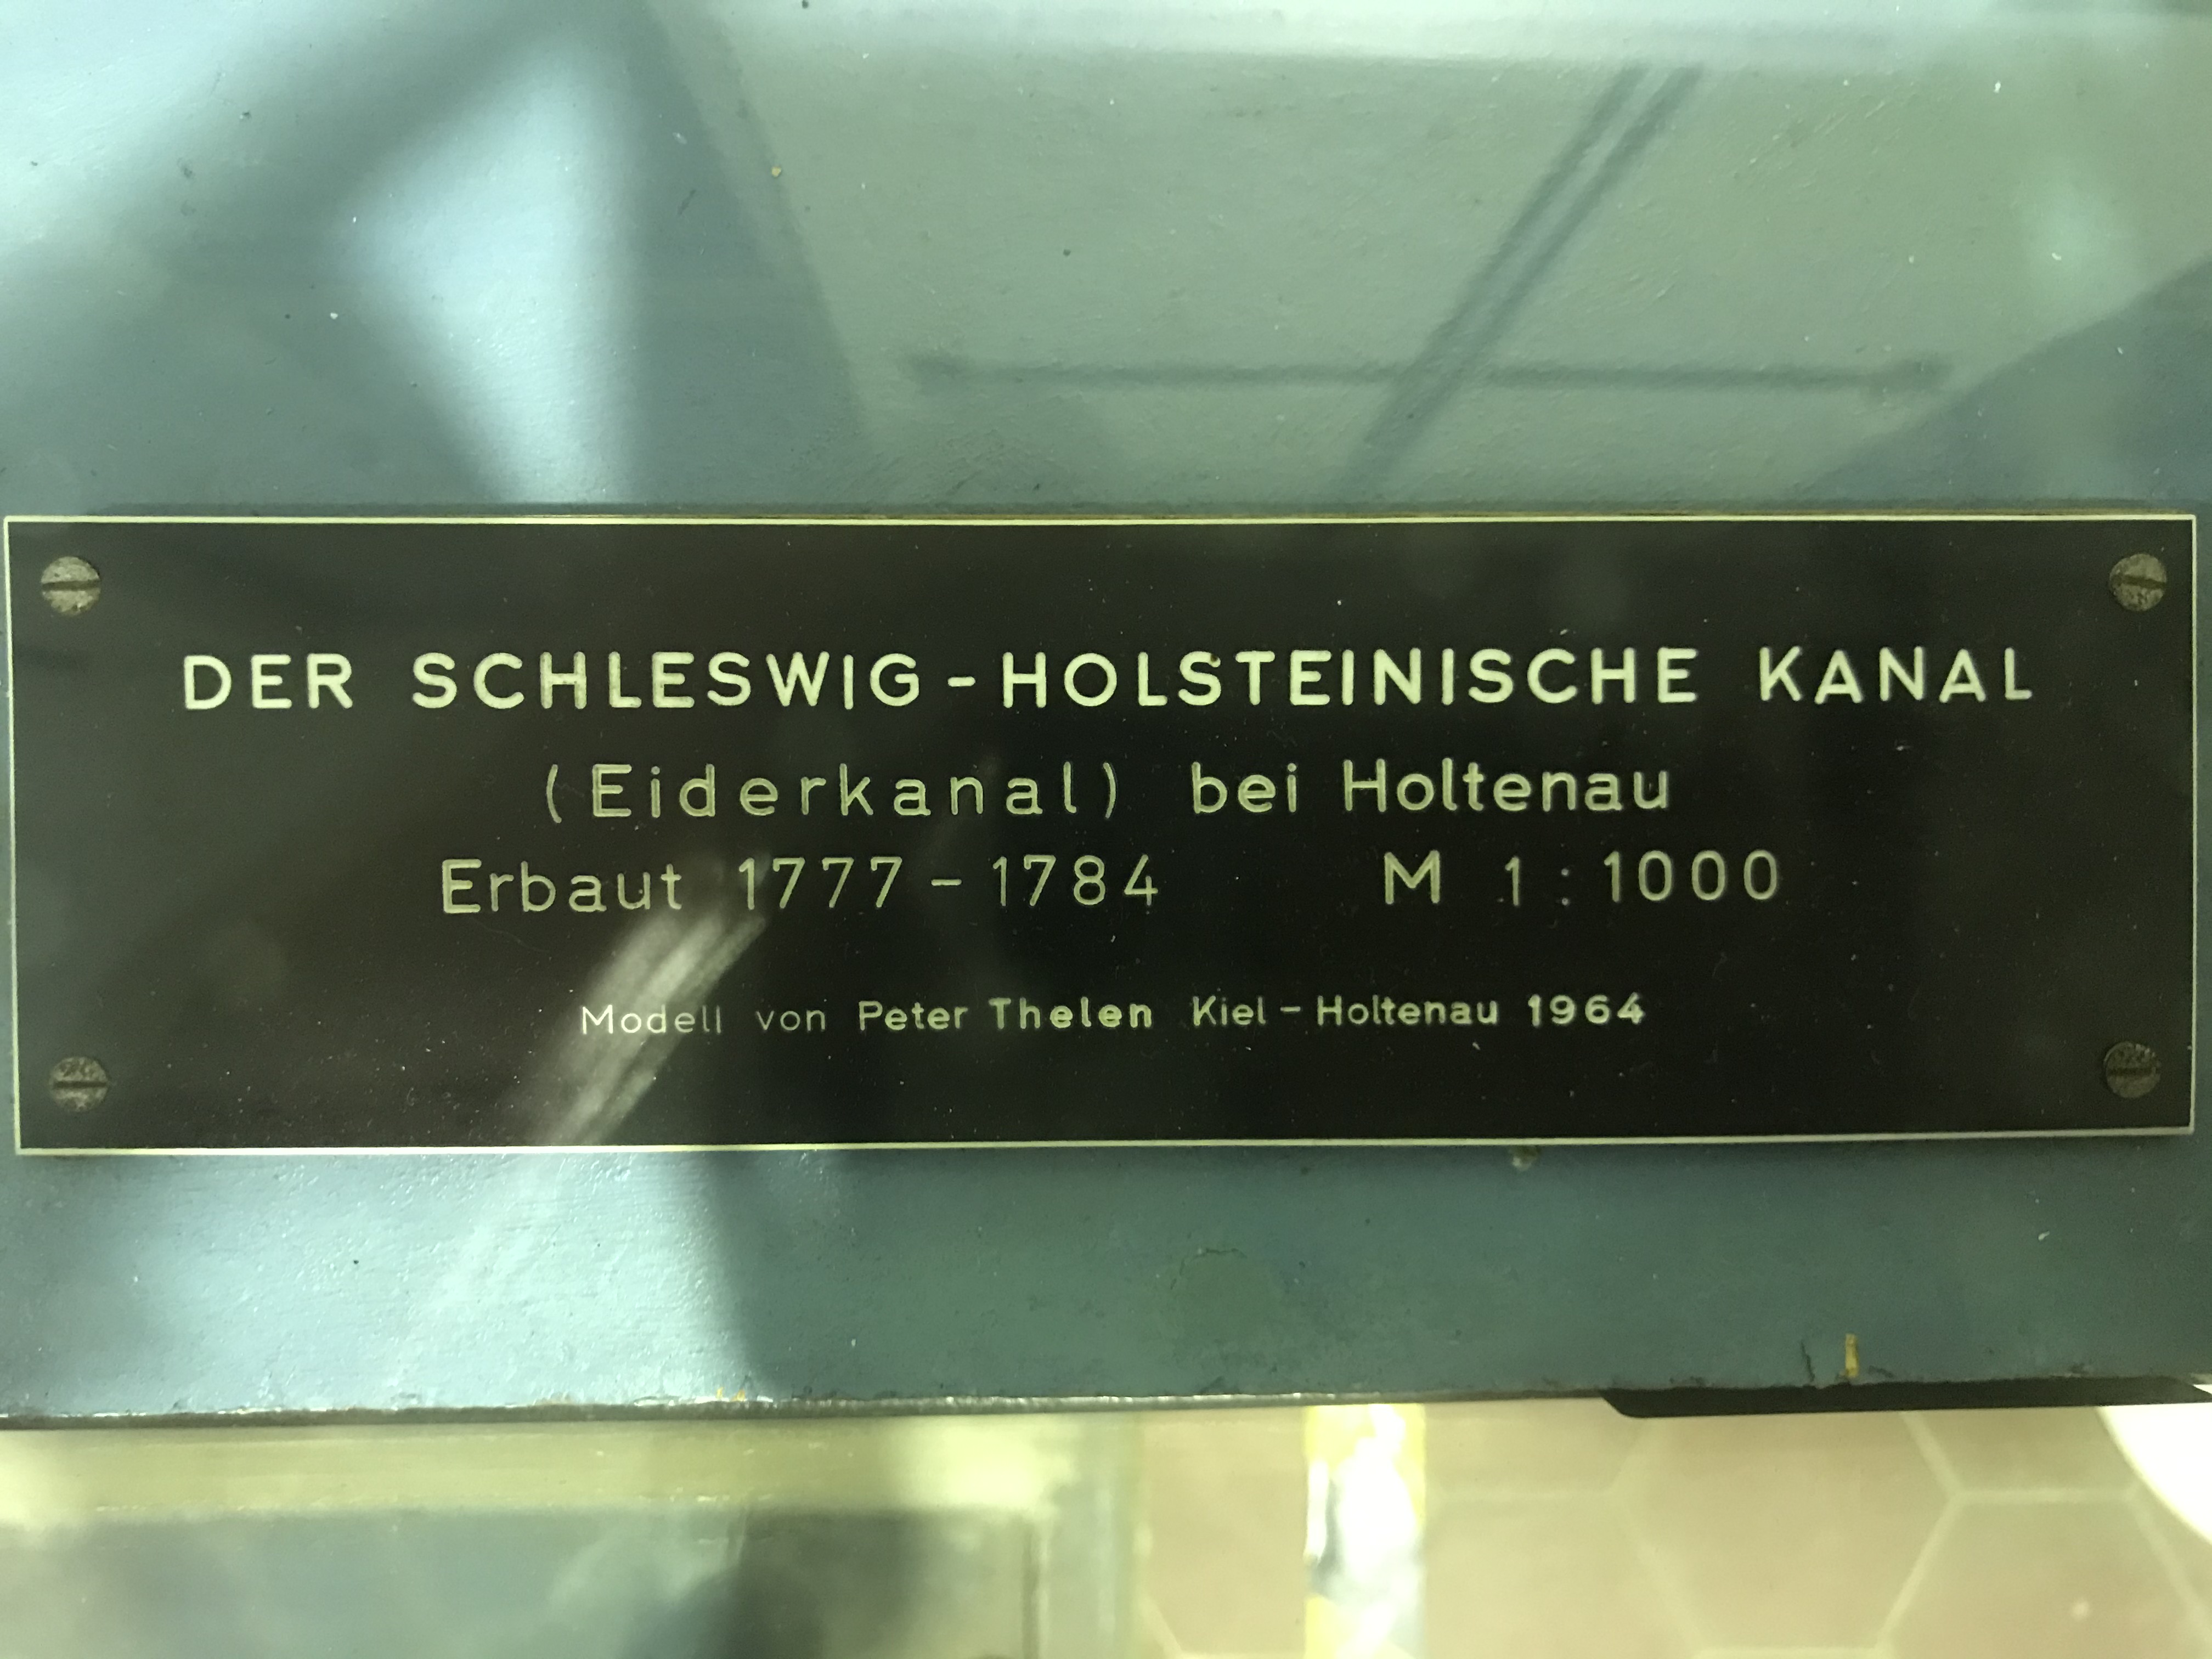 DER SCHLESWIG-HOLSTEINISCHE KANAL
(Eiderkanal) bei Holtenau
Erbaut 1777-1784 M 1:1000
Modell von Peter Thelen Kiel-Holtenau 1964